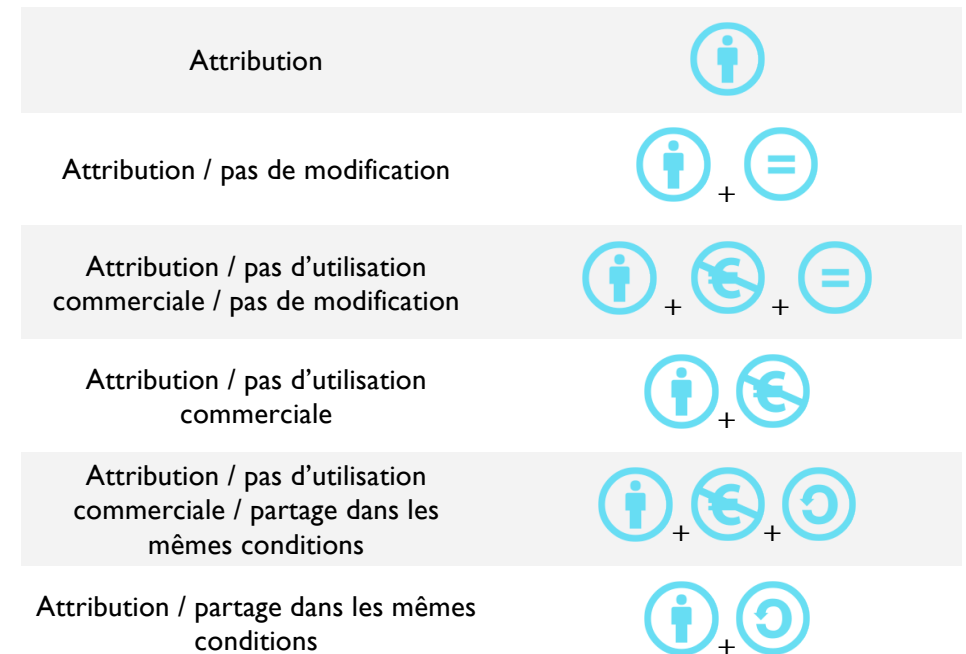 Attribution
Attribution / pas de modification
+
Attribution / pas d’utilisation
commerciale / pas de modification
+ +
Attribution / pas d’utilisation
commerciale
+
Attribution / pas d’utilisation
commerciale / partage dans les
mêmes conditions
+ +
Attribution / partage dans les mêmes
conditions
+